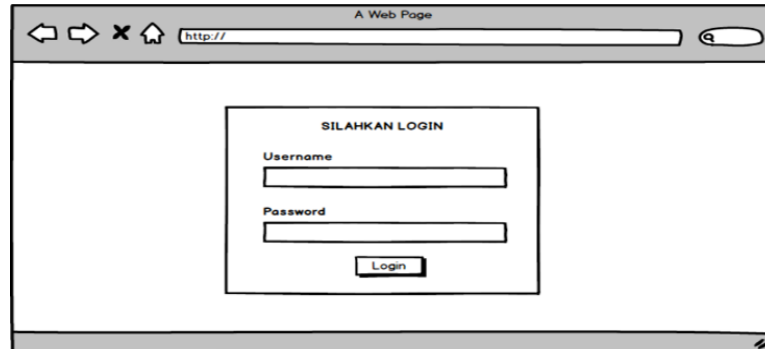 A Web Page
http://
SILAHKAN LOGIN
Username
Password
Login